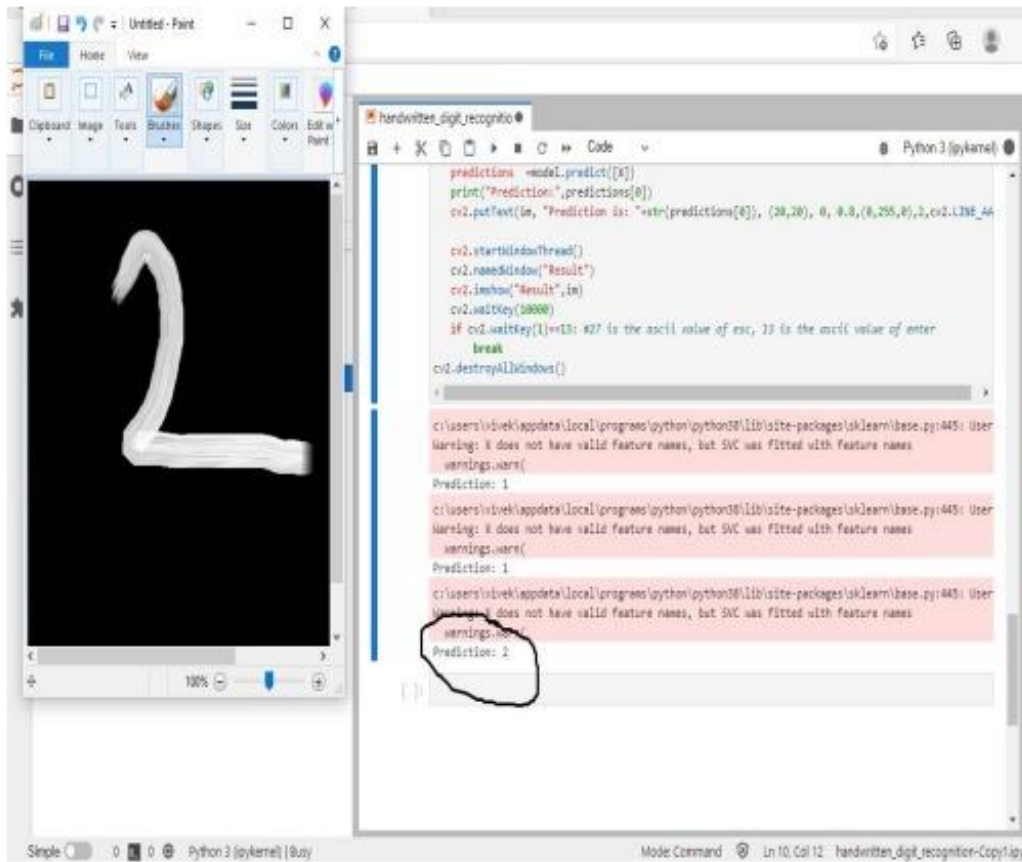 Untitled - Paint
File Home View
Clipboard Image Tools Brushes Shapes Size Colors Edit w
Paint
100%
2
handwritten_digit_recognitio
Code
Python 3 (ipykernel)
predictions =model.predict([X])
print("Prediction:",predictions[0])
cv2.putText(im, "Prediction is: "+str(predictions[0]), (20,20), 0, 0.8,(0,255,0),2,cv2.LINE_AA
cv2.startWindowThread()
cv2.namedWindow("Result")
cv2.imshow("Result",im)
cv2.waitKey(10000)
if cv2.waitKey(1)==13: #27 is the ascii value of esc, 13 is the ascii value of enter
break
cv2.destroyAllWindows()
c:\users\vivek\appdata\local\programs\python\python38\lib\site-packages\sklearn\base.py:445: User
Warning: X does not have valid feature names, but SVC was fitted with feature names
warnings.warn(
Prediction: 1
c:\users\vivek\appdata\local\programs\python\python38\lib\site-packages\sklearn\base.py:445: User
Warning: X does not have valid feature names, but SVC was fitted with feature names
warnings.warn(
Prediction: 1
c:\users\vivek\appdata\local\programs\python\python38\lib\site-packages\sklearn\base.py:445: User
Warning: X does not have valid feature names, but SVC was fitted with feature names
warnings.warn(
Prediction: 2
[ ]:
Simple 0 0 Python 3 (ipykernel) | Busy
Mode: Command Ln 10, Col 12 handwritten_digit_recognition-Copy1.ipy